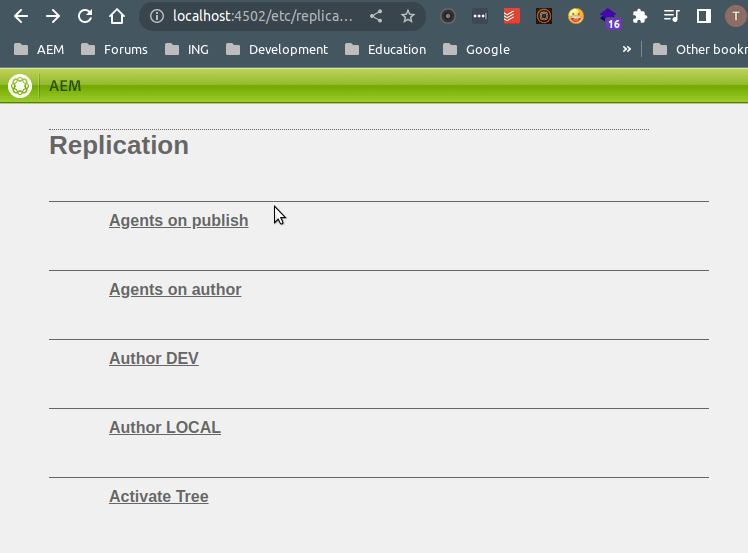 localhost:4502/etc/replica...
16
T
AEM Forums ING Development Education Google » Other bookr
AEM
Replication
Agents on publish
Agents on author
Author DEV
Author LOCAL
Activate Tree